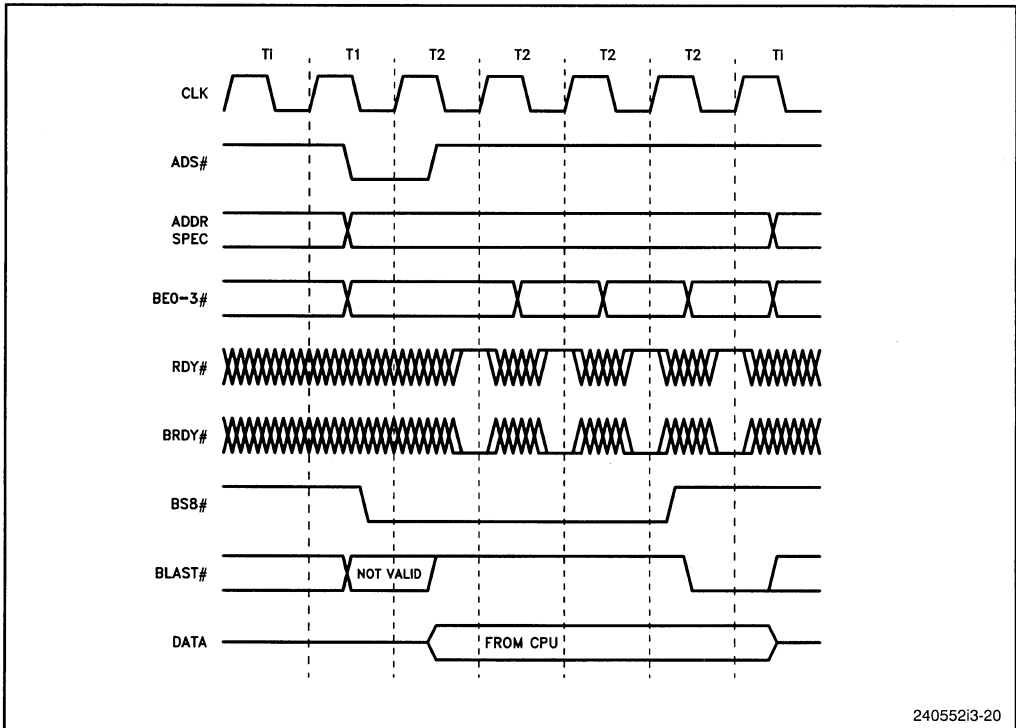 Ti T1 T2 T2 T2 T2 Ti
CLK
ADS#
ADDR
SPEC
BE0-3#
RDY#
BRDY#
BS8#
BLAST# NOT VALID
DATA FROM CPU
240552i3-20